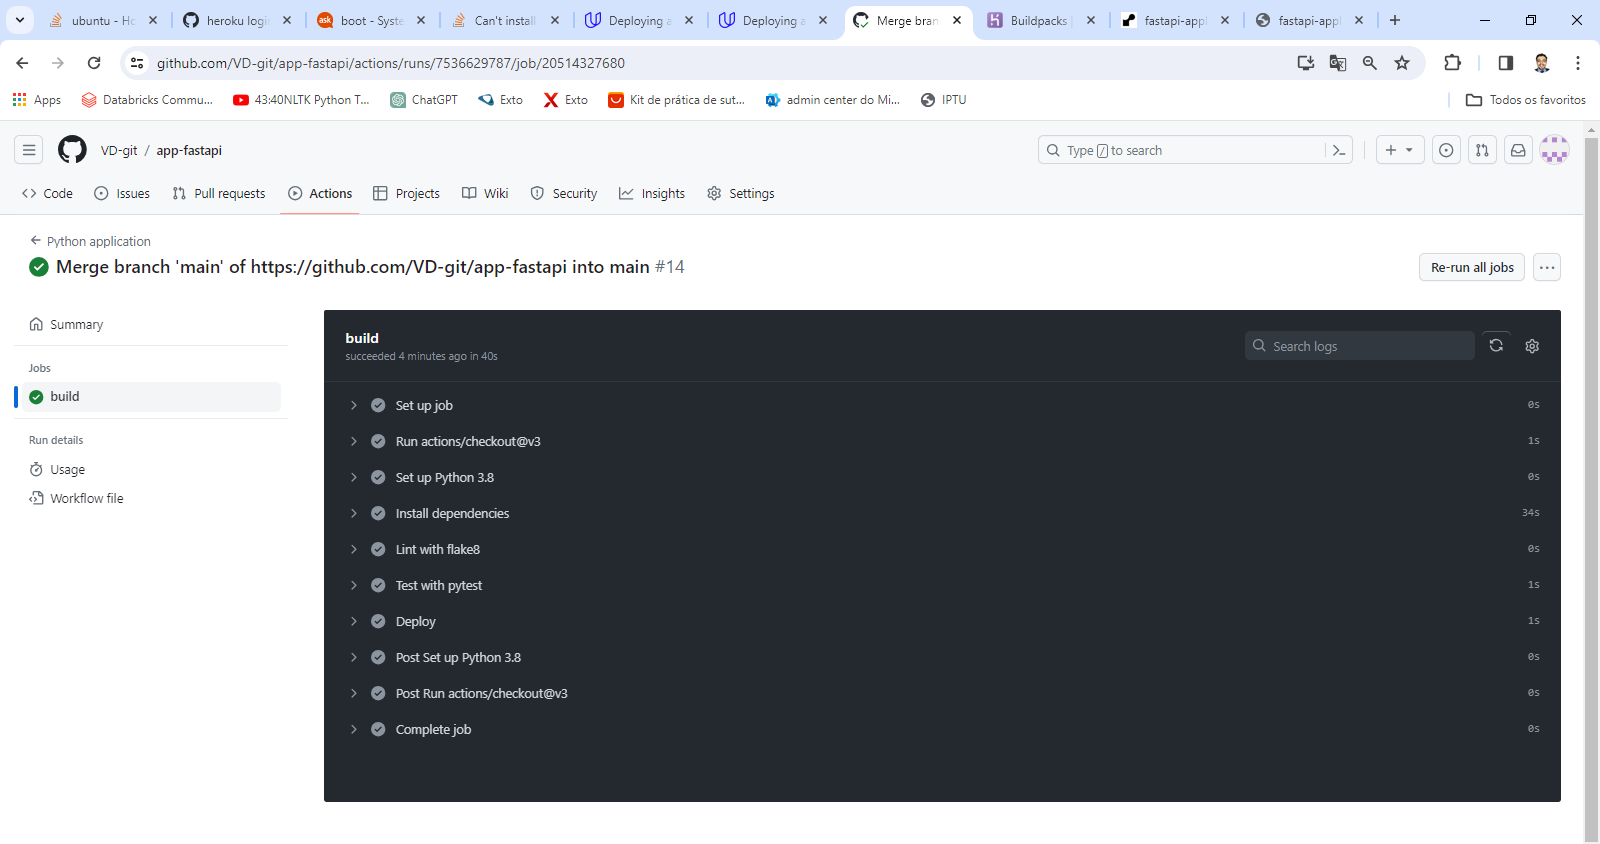 ubuntu - Ho
heroku login
boot - Syste
Can't install
Deploying a
Deploying a
Merge bran
Buildpacks
fastapi-appl
fastapi-appl
github.com/VD-git/app-fastapi/actions/runs/7536629787/job/20514327680
Apps
Databricks Commu...
43:40NLTK Python T...
ChatGPT
Exto
Exto
Kit de prática de sut...
admin center do Mi...
IPTU
Todos os favoritos
VD-git / app-fastapi
Type / to search
Code
Issues
Pull requests
Actions
Projects
Wiki
Security
Insights
Settings
Python application
Merge branch 'main' of https://github.com/VD-git/app-fastapi into main #14
Re-run all jobs
Summary
Jobs
build
Run details
Usage
Workflow file
build
succeeded 4 minutes ago in 40s
Search logs
Set up job 0s
Run actions/checkout@v3 1s
Set up Python 3.8 0s
Install dependencies 34s
Lint with flake8 0s
Test with pytest 1s
Deploy 1s
Post Set up Python 3.8 0s
Post Run actions/checkout@v3 0s
Complete job 0s